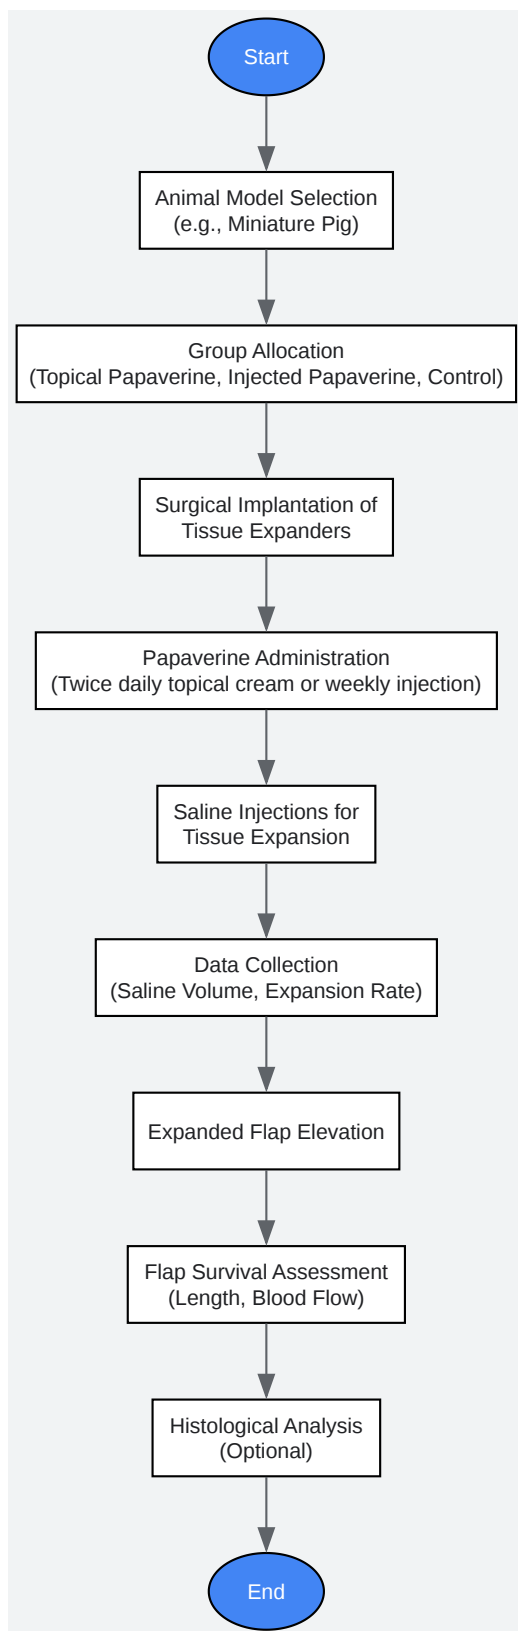 Start
Animal Model Selection
(e.g., Miniature Pig)
Group Allocation
(Topical Papaverine, Injected Papaverine, Control)
Surgical Implantation of
Tissue Expanders
Papaverine Administration
(Twice daily topical cream or weekly injection)
Saline Injections for
Tissue Expansion
Data Collection
(Saline Volume, Expansion Rate)
Expanded Flap Elevation
Flap Survival Assessment
(Length, Blood Flow)
Histological Analysis
(Optional)
End